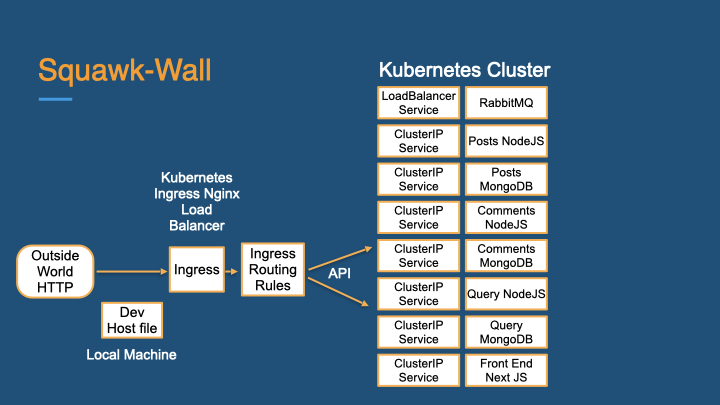 Squawk-Wall
Kubernetes Cluster
LoadBalancer
Service
RabbitMQ
ClusterIP
Service
Posts NodeJS
ClusterIP
Service
Posts
MongoDB
ClusterIP
Service
Comments
NodeJS
ClusterIP
Service
Comments
MongoDB
ClusterIP
Service
Query NodeJS
ClusterIP
Service
Query
MongoDB
ClusterIP
Service
Front End
Next JS
Kubernetes
Ingress Nginx
Load
Balancer
Outside
World
HTTP
Ingress
Ingress
Routing
Rules
API
Dev
Host file
Local Machine